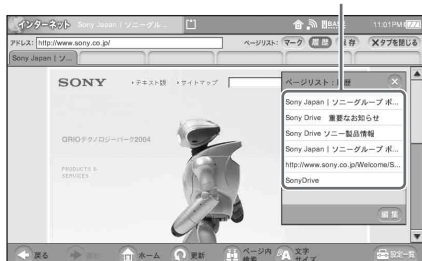 インターネット Sony Japan | ソニーグル...
11:01PM
アドレス: http://www.sony.co.jp/
ページリスト: マーク 履歴 保存 ×タブを閉じる
Sony Japan | ソ...
SONY
・テキスト版 ・サイトマップ
ページリスト:履歴 ×
Sony Japan | ソニーグループ ポ...
Sony Drive 重要なお知らせ
Sony Drive ソニー製品情報
Sony Japan | ソニーグループ ポ...
http://www.sony.co.jp/Welcome/S...
SonyDrive
編集
QRIOテクノロジーパーク2004
PRODUCTS &
SERVICES
戻る 進む ホーム 更新 ページ内検索 文字サイズ 設定一覧